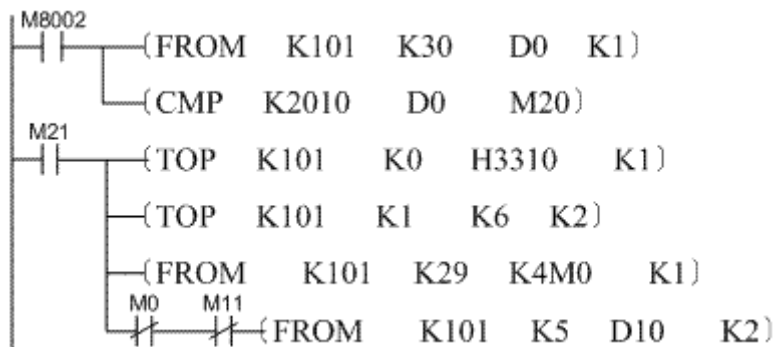 M8002
(FROM K101 K30 D0 K1)
(CMP K2010 D0 M20)
M21
(TOP K101 K0 H3310 K1)
(TOP K101 K1 K6 K2)
(FROM K101 K29 K4M0 K1)
M0 M11
(FROM K101 K5 D10 K2)